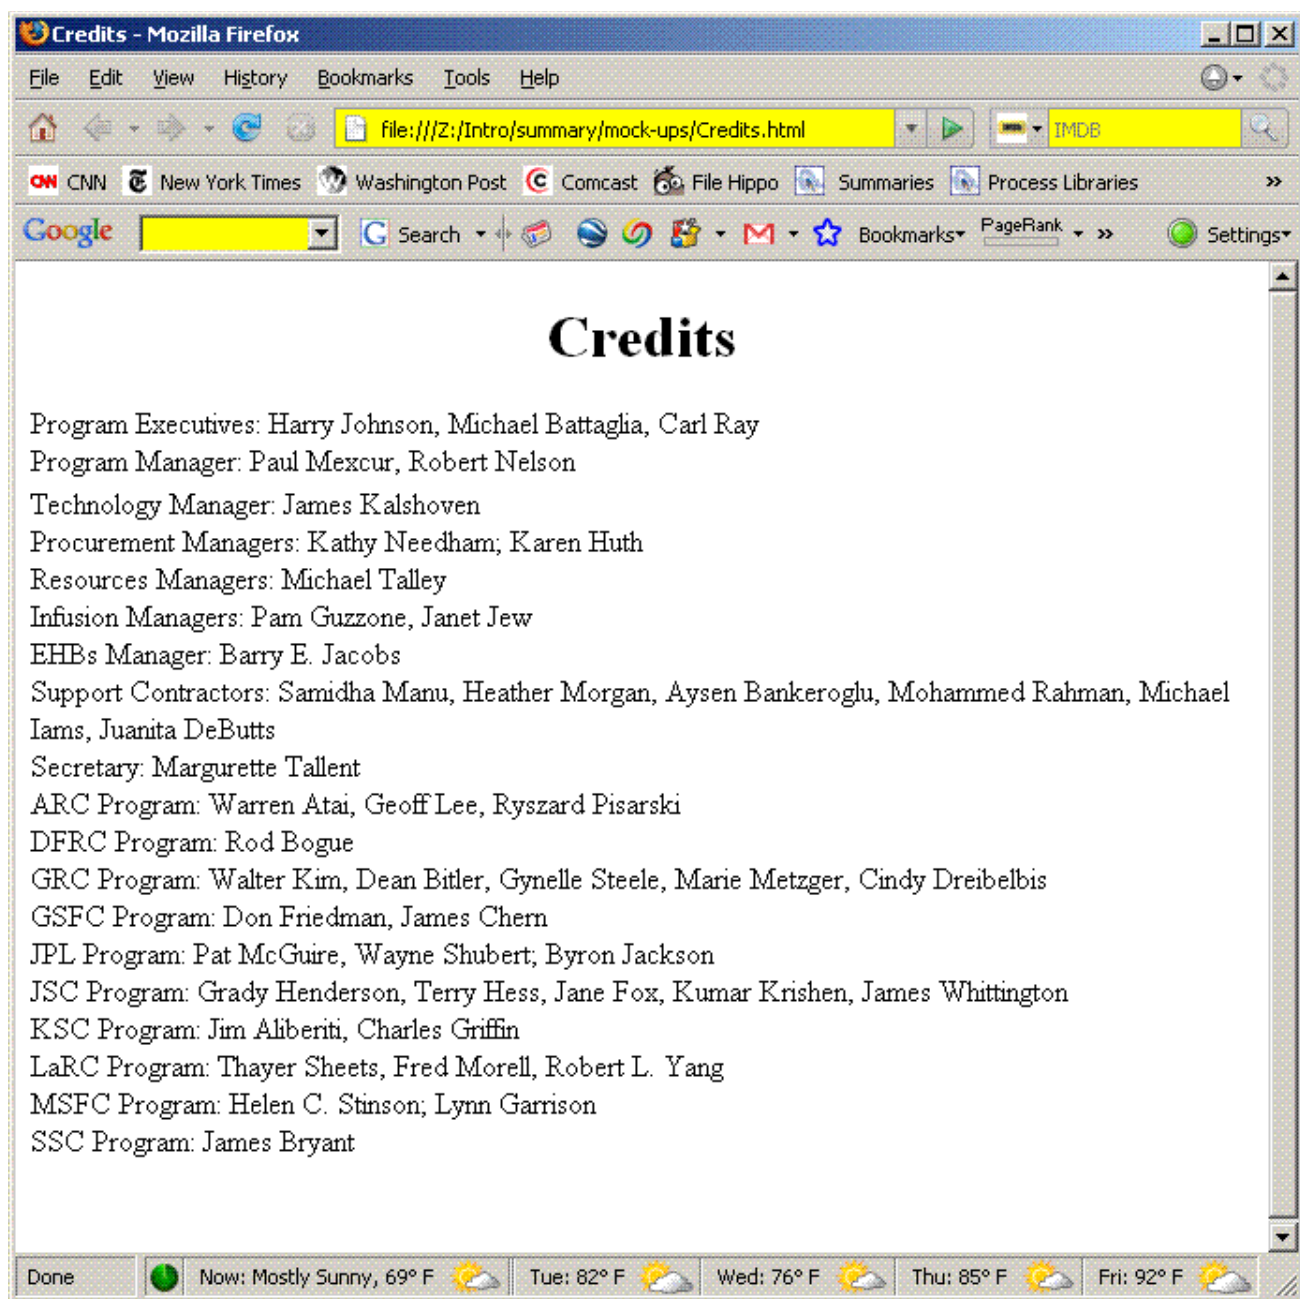 Credits - Mozilla Firefox
File Edit View History Bookmarks Tools Help
file:///Z:/Intro/summary/mock-ups/Credits.html IMDB
CNN CNN New York Times Washington Post Comcast File Hippo Summaries Process Libraries »
Google G Search Bookmarks PageRank » Settings
Credits
Program Executives: Harry Johnson, Michael Battaglia, Carl Ray
Program Manager: Paul Mexcur, Robert Nelson
Technology Manager: James Kalshoven
Procurement Managers: Kathy Needham; Karen Huth
Resources Managers: Michael Talley
Infusion Managers: Pam Guzzone, Janet Jew
EHBs Manager: Barry E. Jacobs
Support Contractors: Samidha Manu, Heather Morgan, Aysen Bankeroglu, Mohammed Rahman, Michael
Iams, Juanita DeButts
Secretary: Margurette Tallent
ARC Program: Warren Atai, Geoff Lee, Ryszard Pisarski
DFRC Program: Rod Bogue
GRC Program: Walter Kim, Dean Bitler, Gynelle Steele, Marie Metzger, Cindy Dreibelbis
GSFC Program: Don Friedman, James Chern
JPL Program: Pat McGuire, Wayne Shubert; Byron Jackson
JSC Program: Grady Henderson, Terry Hess, Jane Fox, Kumar Krishen, James Whittington
KSC Program: Jim Aliberiti, Charles Griffin
LaRC Program: Thayer Sheets, Fred Morell, Robert L. Yang
MSFC Program: Helen C. Stinson; Lynn Garrison
SSC Program: James Bryant
Done Now: Mostly Sunny, 69° F Tue: 82° F Wed: 76° F Thu: 85° F Fri: 92° F